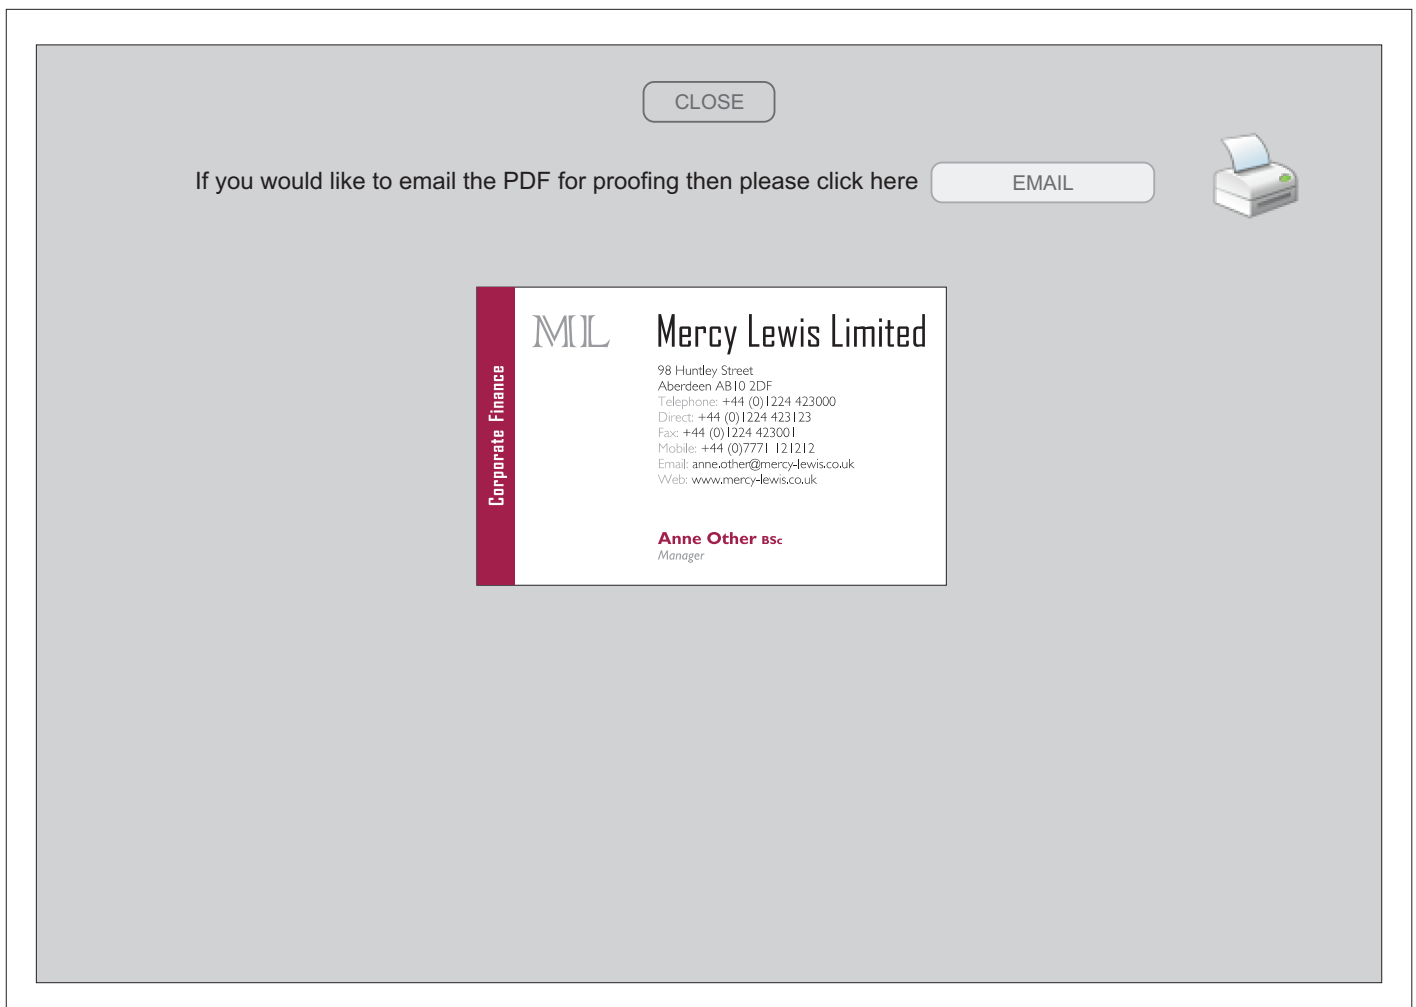 CLOSE
If you would like to email the PDF for proofing then please click here
EMAIL
Corporate Finance
ML
Mercy Lewis Limited
98 Huntley Street
Aberdeen AB10 2DF
Telephone: +44 (0)1224 423000
Direct: +44 (0)1224 423123
Fax: +44 (0)1224 423001
Mobile: +44 (0)7771 121212
Email: anne.other@mercy-lewis.co.uk
Web: www.mercy-lewis.co.uk
Anne Other BSc
Manager